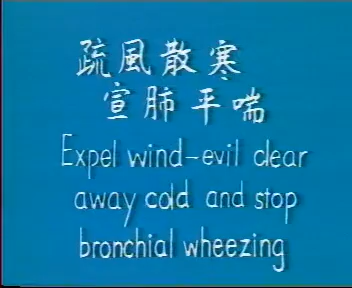 疏風散寒
宣肺平喘
Expel wind-evil clear
away cold and stop
bronchial wheezing